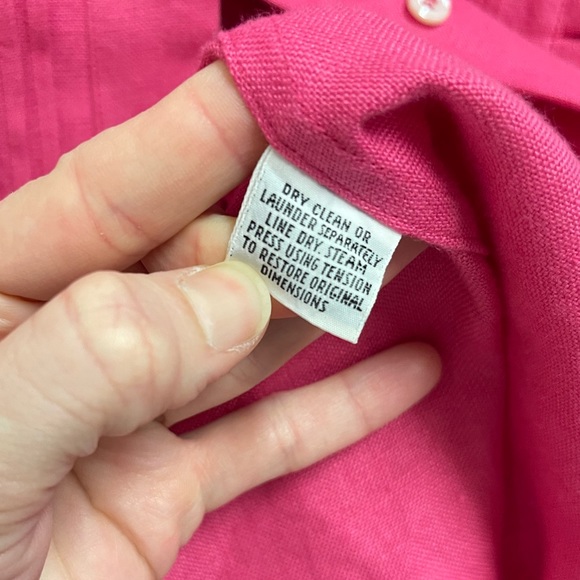 DRY CLEAN OR
LAUNDER SEPARATELY
LINE DRY STEAM
PRESS USING TENSION
TO RESTORE ORIGINAL
DIMENSIONS